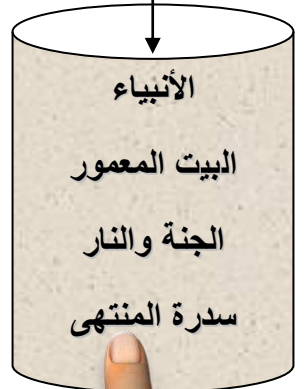 الأنبياء
البيت المعمور
الجنة والنار
سدرة المنتهى